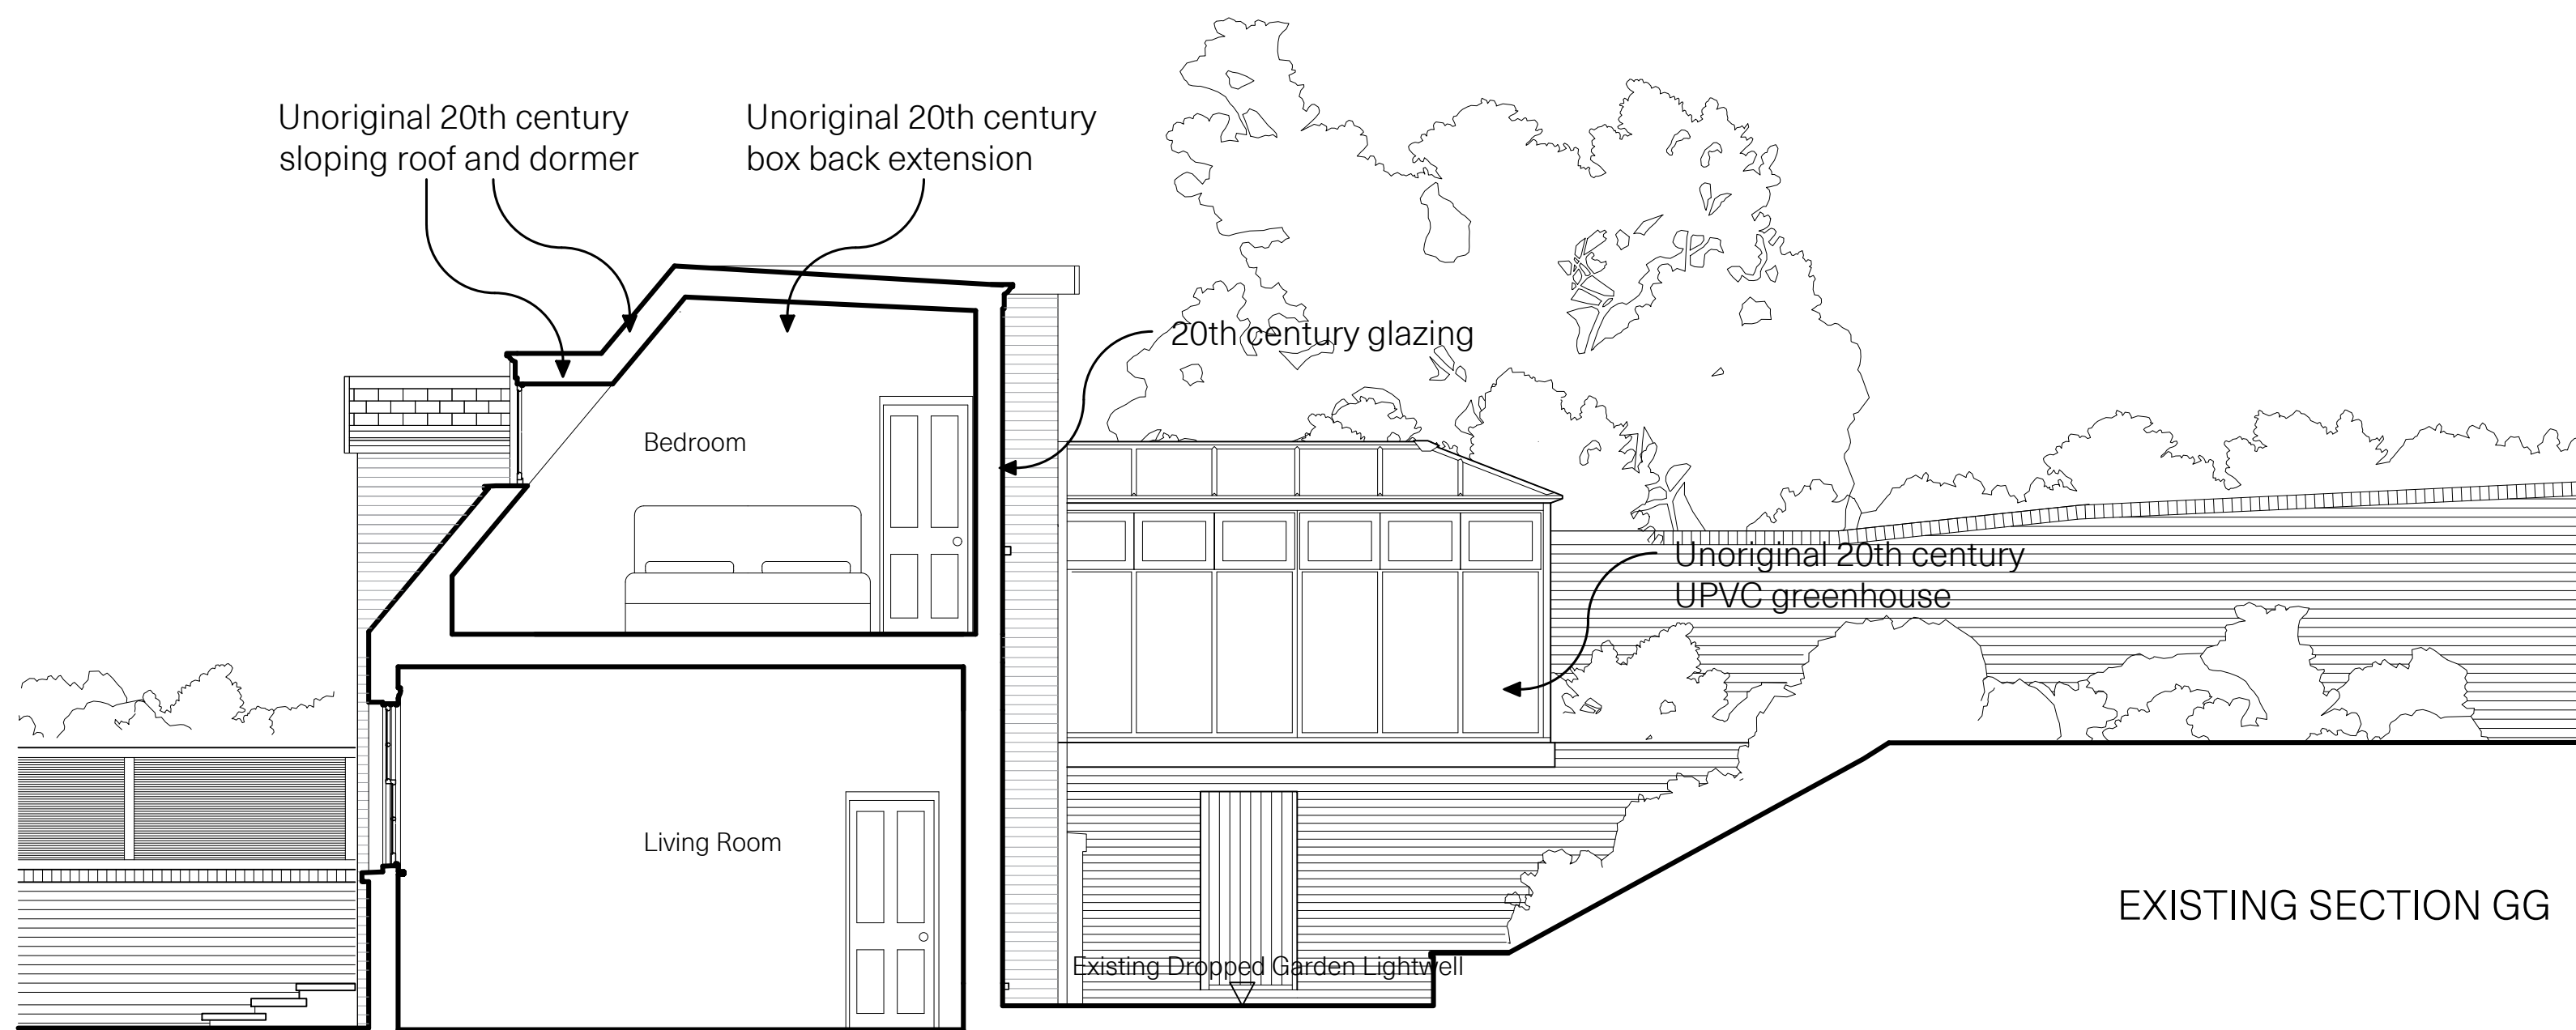 Unoriginal 20th century
sloping roof and dormer
Unoriginal 20th century
box back extension
20th century glazing
Bedroom
Unoriginal 20th century
UPVC greenhouse
Living Room
EXISTING SECTION GG
Existing Dropped Garden Lightwell